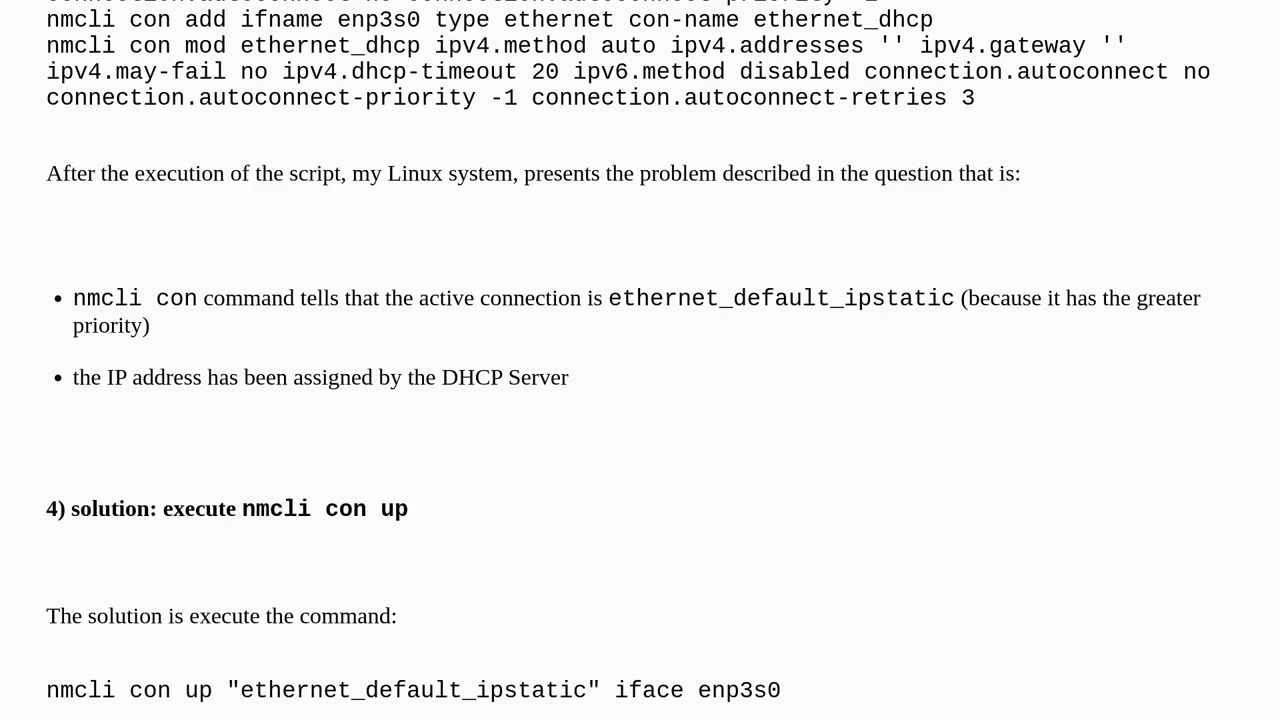 nmcli con add ifname enp3s0 type ethernet con-name ethernet_dhcp
nmcli con mod ethernet_dhcp ipv4.method auto ipv4.addresses '' ipv4.gateway ''
ipv4.may-fail no ipv4.dhcp-timeout 20 ipv6.method disabled connection.autoconnect no
connection.autoconnect-priority -1 connection.autoconnect-retries 3
After the execution of the script, my Linux system, presents the problem described in the question that is:
• nmcli con command tells that the active connection is ethernet_default_ipstatic (because it has the greater
priority)
• the IP address has been assigned by the DHCP Server
4) solution: execute nmcli con up
The solution is execute the command:
nmcli con up "ethernet_default_ipstatic" iface enp3s0